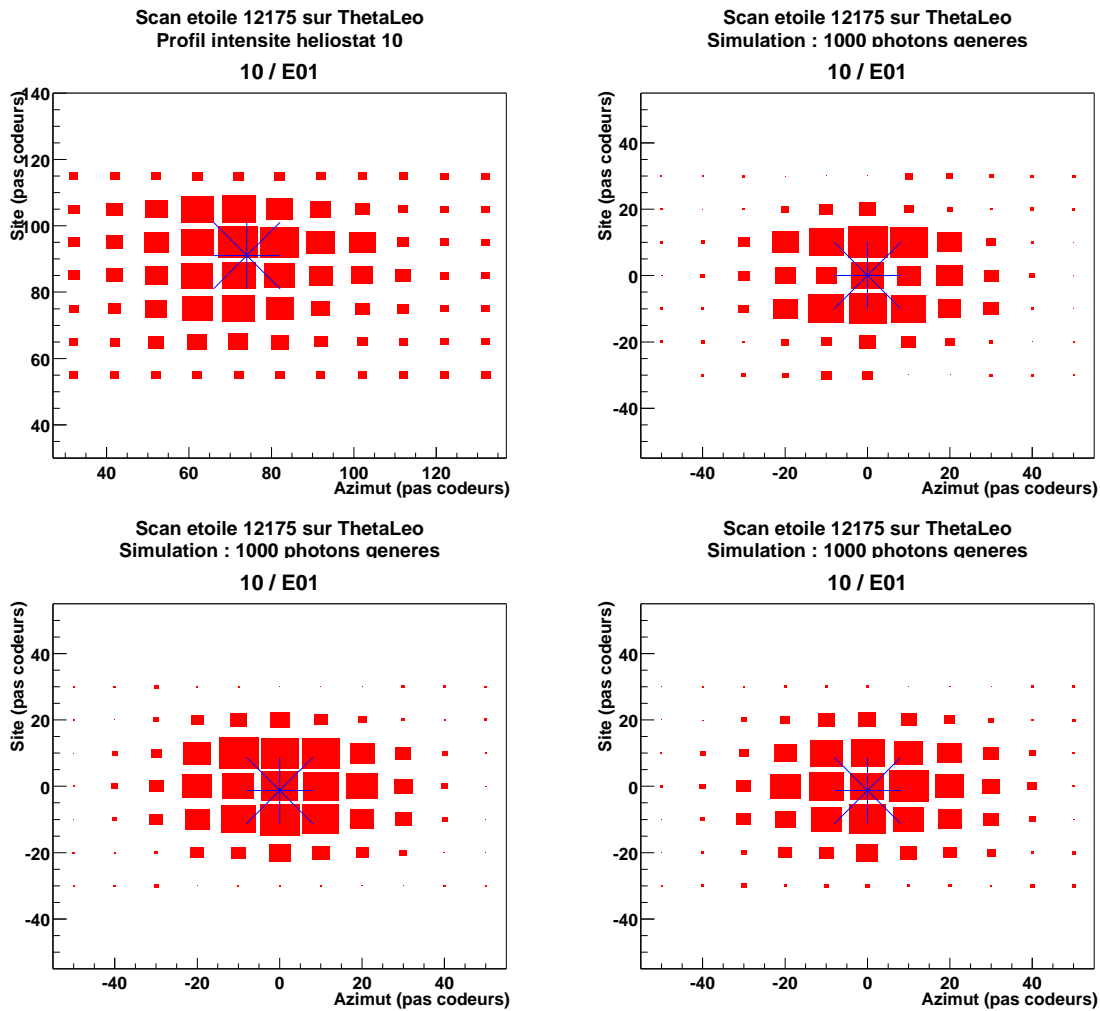 Scan etoile 12175 sur ThetaLeo
Profil intensite heliostat 10
10 / E01
Site (pas codeurs)
140
120
100
80
60
40
40 60 80 100 120
Azimut (pas codeurs)
Scan etoile 12175 sur ThetaLeo
Simulation : 1000 photons generes
10 / E01
Site (pas codeurs)
40
20
0
-20
-40
-40 -20 0 20 40
Azimut (pas codeurs)
Scan etoile 12175 sur ThetaLeo
Simulation : 1000 photons generes
10 / E01
Site (pas codeurs)
40
20
0
-20
-40
-40 -20 0 20 40
Azimut (pas codeurs)
Scan etoile 12175 sur ThetaLeo
Simulation : 1000 photons generes
10 / E01
Site (pas codeurs)
40
20
0
-20
-40
-40 -20 0 20 40
Azimut (pas codeurs)